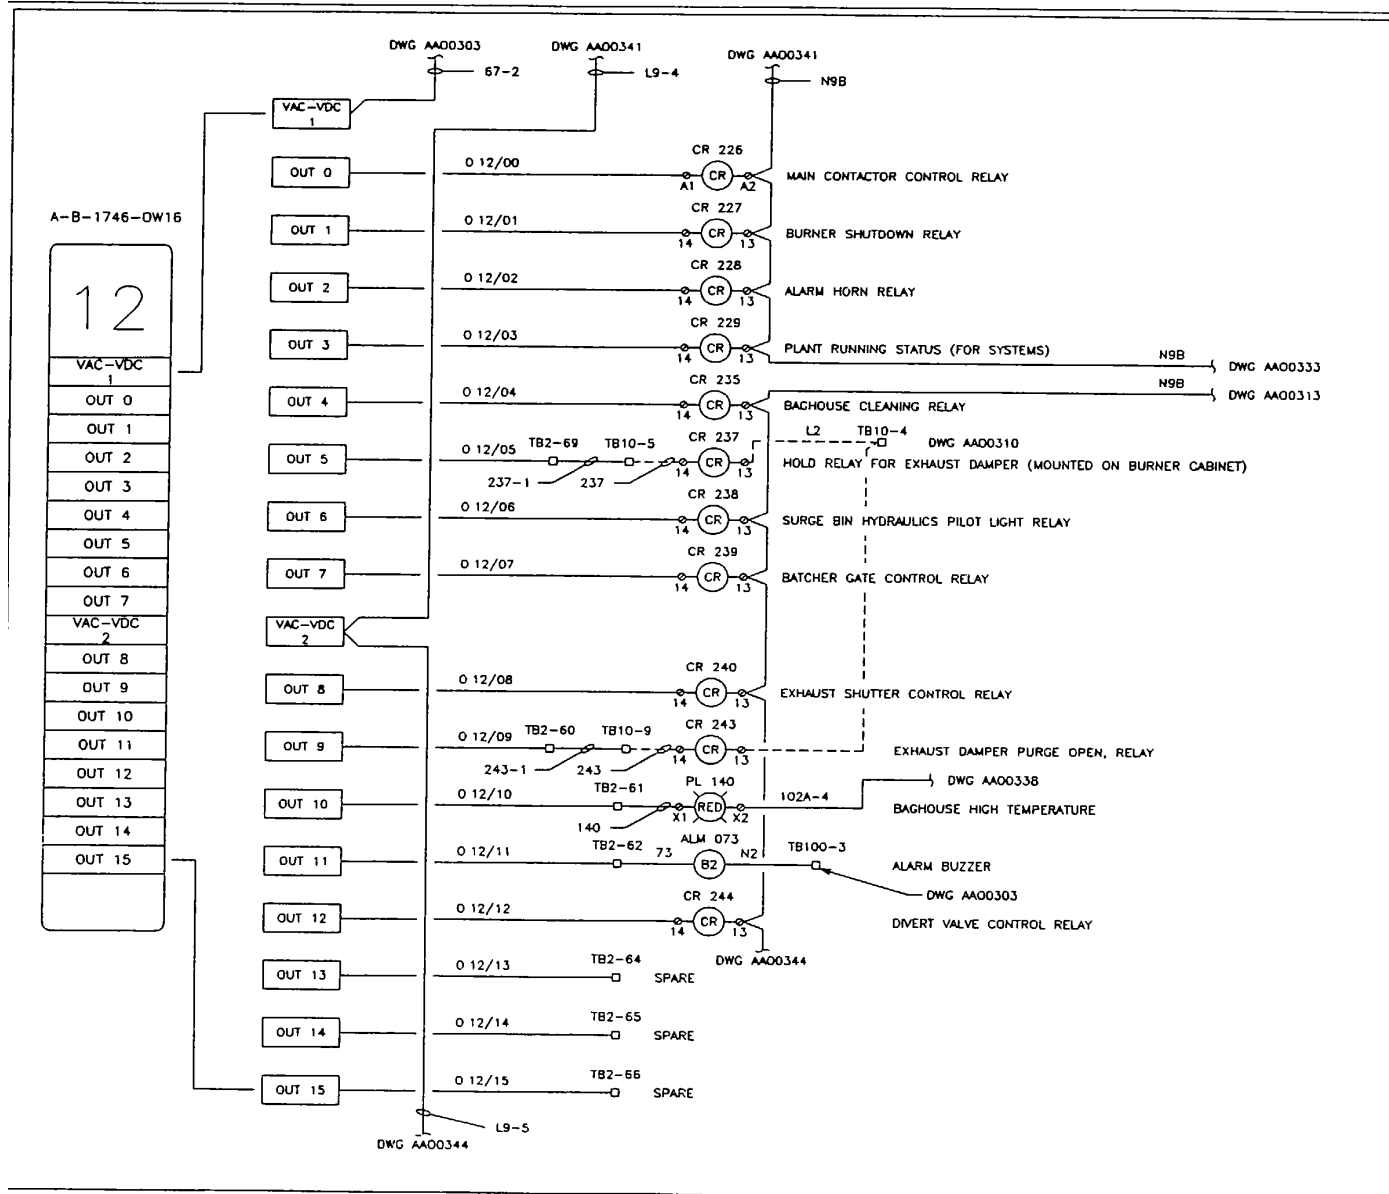 DWG AA00303
DWG AA00341
DWG AA00341
67-2
L9-4
N9B
VAC-VDC
1
OUT 0
O 12/00
CR 226
A1
CR
A2
MAIN CONTACTOR CONTROL RELAY
A-B-1746-OW16
OUT 1
O 12/01
CR 227
14
CR
13
BURNER SHUTDOWN RELAY
OUT 2
O 12/02
CR 228
14
CR
13
ALARM HORN RELAY
12
OUT 3
O 12/03
CR 229
14
CR
13
PLANT RUNNING STATUS (FOR SYSTEMS)
N9B
DWG AA00333
N9B
DWG AA00313
OUT 4
O 12/04
CR 235
14
CR
13
BAGHOUSE CLEANING RELAY
OUT 5
O 12/05
TB2-69
TB10-5
237-1
237
CR 237
14
CR
13
L2
TB10-4
DWG AA00310
HOLD RELAY FOR EXHAUST DAMPER (MOUNTED ON BURNER CABINET)
OUT 6
O 12/06
CR 238
14
CR
13
SURGE BIN HYDRAULICS PILOT LIGHT RELAY
OUT 7
O 12/07
CR 239
14
CR
13
BATCHER GATE CONTROL RELAY
VAC-VDC
2
OUT 8
O 12/08
CR 240
14
CR
13
EXHAUST SHUTTER CONTROL RELAY
OUT 9
O 12/09
TB2-60
TB10-9
243-1
243
CR 243
14
CR
13
EXHAUST DAMPER PURGE OPEN, RELAY
OUT 10
O 12/10
TB2-61
140
PL 140
X1
RED
X2
102A-4
DWG AA00338
BAGHOUSE HIGH TEMPERATURE
OUT 11
O 12/11
TB2-62
73
ALM 073
B2
N2
TB100-3
ALARM BUZZER
DWG AA00303
OUT 12
O 12/12
CR 244
14
CR
13
DIVERT VALVE CONTROL RELAY
DWG AA00344
OUT 13
O 12/13
TB2-64
SPARE
OUT 14
O 12/14
TB2-65
SPARE
OUT 15
O 12/15
TB2-66
SPARE
L9-5
DWG AA00344
VAC-VDC
1
OUT 0
OUT 1
OUT 2
OUT 3
OUT 4
OUT 5
OUT 6
OUT 7
VAC-VDC
2
OUT 8
OUT 9
OUT 10
OUT 11
OUT 12
OUT 13
OUT 14
OUT 15